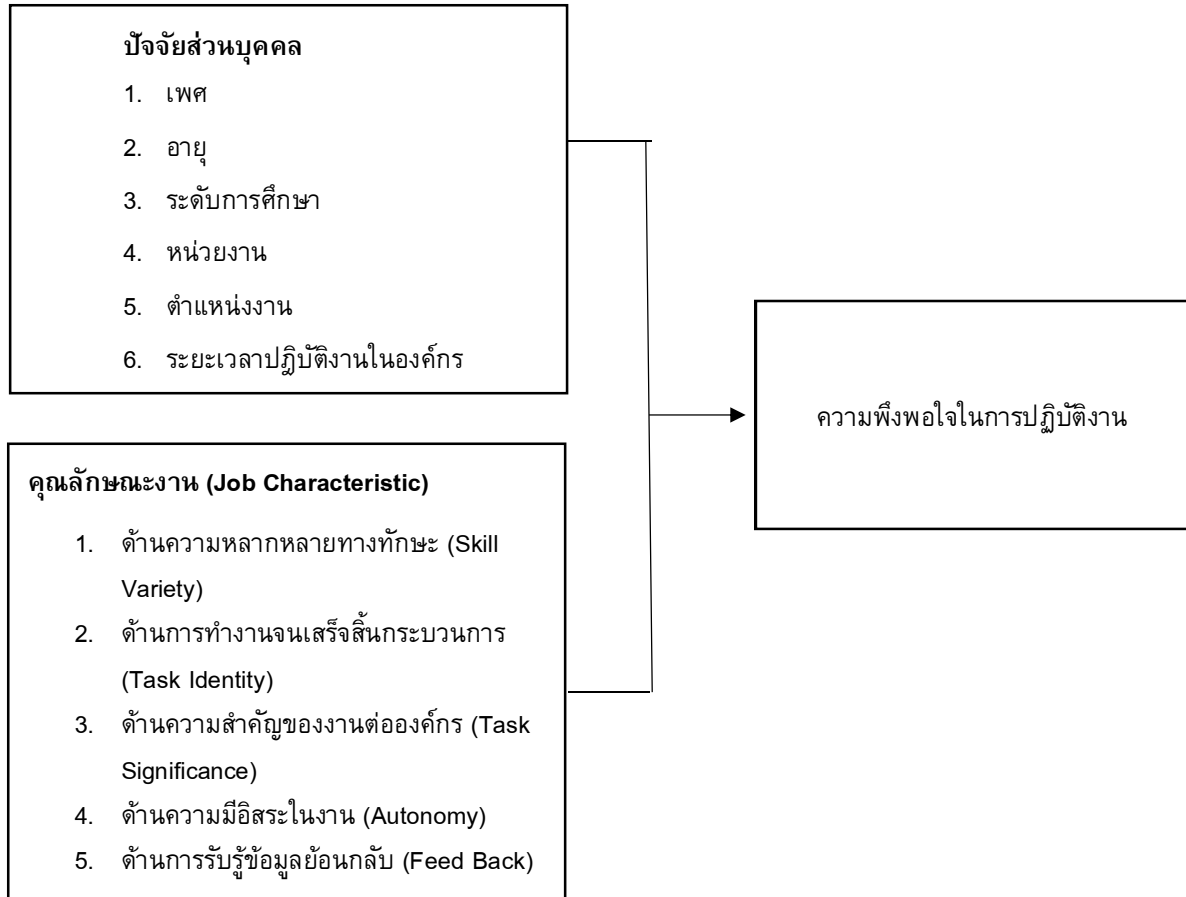 ปัจจัยส่วนบุคคล
1. เพศ
2. อายุ
3. ระดับการศึกษา
4. หน่วยงาน
5. ตำแหน่งงาน
6. ระยะเวลาปฎิบัติงานในองค์กร
คุณลักษณะงาน (Job Characteristic)
1. ด้านความหลากหลายทางทักษะ (Skill
Variety)
2. ด้านการทำงานจนเสร็จสิ้นกระบวนการ
(Task Identity)
3. ด้านความสำคัญของงานต่อองค์กร (Task
Significance)
4. ด้านความมีอิสระในงาน (Autonomy)
5. ด้านการรับรู้ข้อมูลย้อนกลับ (Feed Back)
ความพึงพอใจในการปฏิบัติงาน